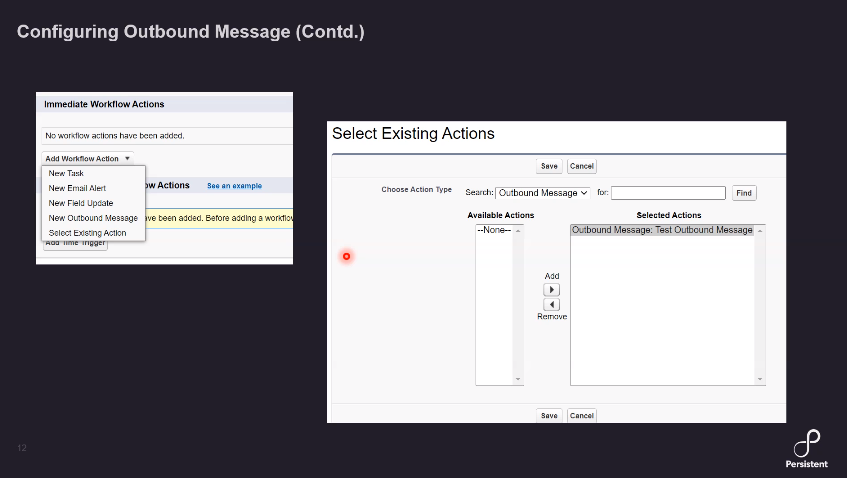 Configuring Outbound Message (Contd.)
Immediate Workflow Actions
No workflow actions have been added.
Add Workflow Action
New Task
New Email Alert
New Field Update
New Outbound Message
Select Existing Action
ow Actions See an example
ave been added. Before adding a workflow
Add Time Trigger
Select Existing Actions
Save Cancel
Choose Action Type Search: Outbound Message for: Find
Available Actions Selected Actions
--None-- Outbound Message: Test Outbound Message
Add
Remove
Save Cancel
12
Persistent